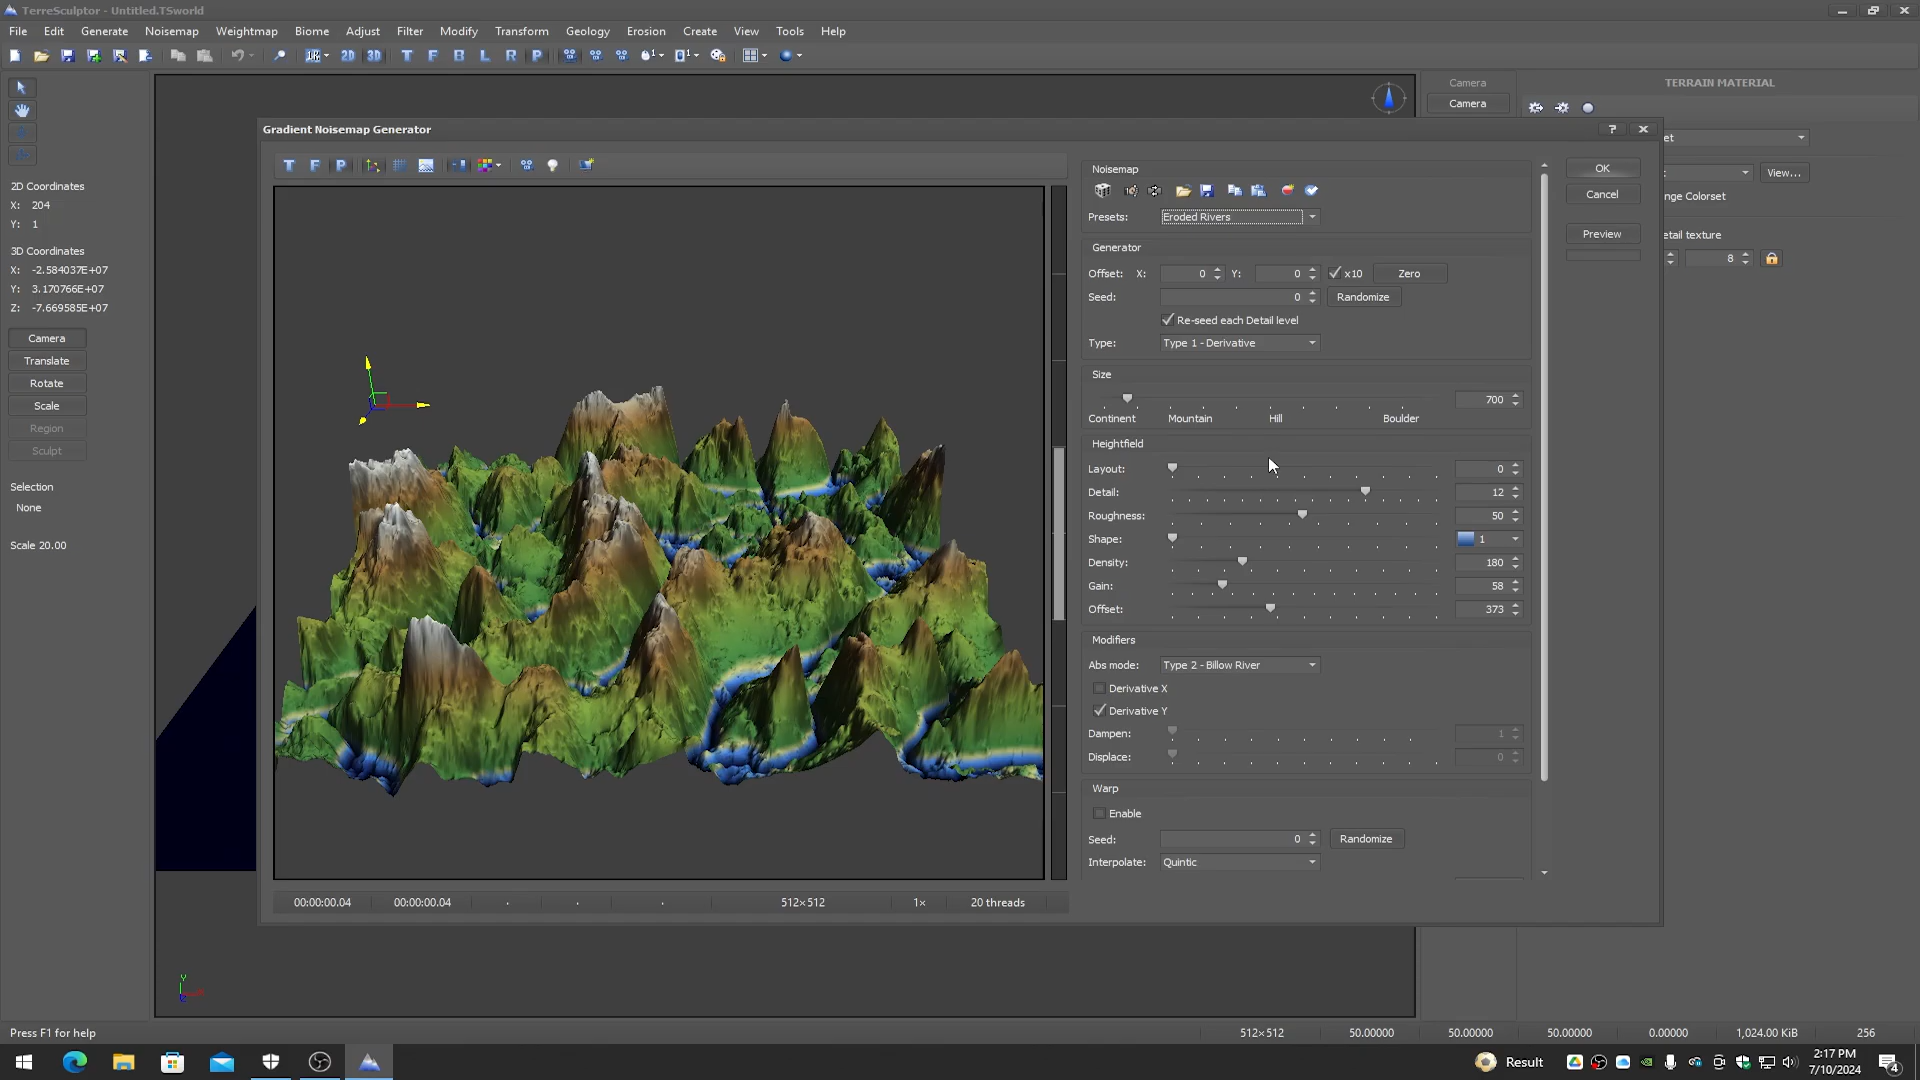 TerreSculptor - Untitled.TSworld
File Edit Generate Noisemap Weightmap Biome Adjust Filter Modify Transform Geology Erosion Create View Tools Help
2D 3D T F B L R P
Camera
Camera
TERRAIN MATERIAL
Gradient Noisemap Generator
T F P
Noisemap
OK
Cancel
Preview
View...
nge Colorset
etail texture
8
Presets: Eroded Rivers
Generator
Offset: X: 0 Y: 0 x10 Zero
Seed: 0 Randomize
Re-seed each Detail level
Type: Type 1 - Derivative
Size
700
Continent Mountain Hill Boulder
Heightfield
Layout: 0
Detail: 12
Roughness: 50
Shape: 1
Density: 180
Gain: 58
Offset: 373
Modifiers
Abs mode: Type 2 - Billow River
Derivative X
Derivative Y
Dampen: 1
Displace: 0
Warp
Enable
Seed: 0 Randomize
Interpolate: Quintic
2D Coordinates
X: 204
Y: 1
3D Coordinates
X: -2.584037E+07
Y: 3.170766E+07
Z: -7.669585E+07
Camera
Translate
Rotate
Scale
Region
Sculpt
Selection
None
Scale 20.00
00:00:00.04 00:00:00.04 512×512 1× 20 threads
Press F1 for help 512×512 50.00000 50.00000 50.00000 0.00000 1,024.00 KiB 256
Result
2:17 PM
7/10/2024
4